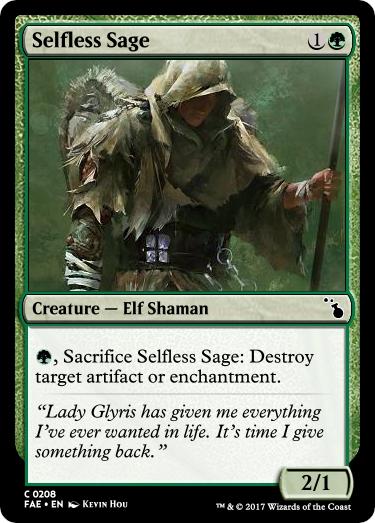 Selfless Sage 1
Creature — Elf Shaman
, Sacrifice Selfless Sage: Destroy
target artifact or enchantment.
“Lady Glyris has given me everything
I’ve ever wanted in life. It’s time I give
something back.”
2/1
C 0208
FAE • EN Kevin Hou
™ & © 2017 Wizards of the Coast